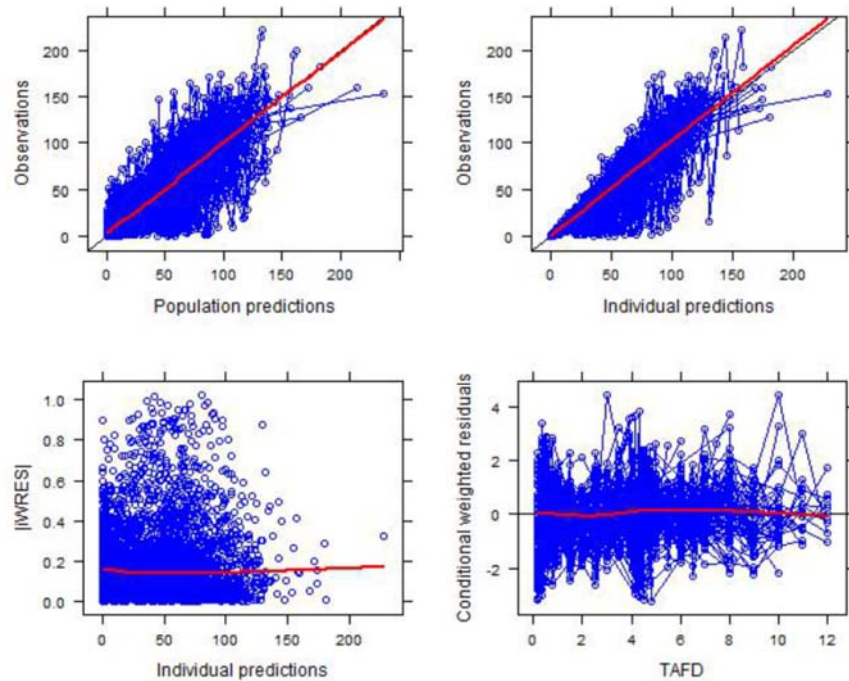 Observations
200
150
100
50
0
0 50 100 150 200
Population predictions
Observations
200
150
100
50
0
0 50 100 150 200
Individual predictions
|iWRES|
1.0
0.8
0.6
0.4
0.2
0.0
0 50 100 150 200
Individual predictions
Conditional weighted residuals
4
2
0
-2
0 2 4 6 8 10 12
TAFD